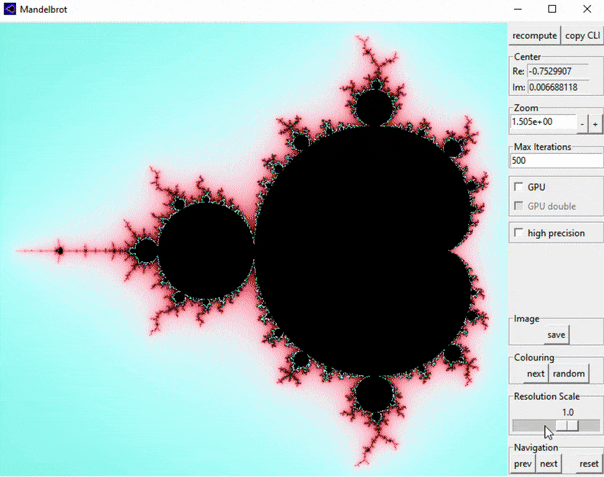 Mandelbrot
recompute copy CLI
Center
Re: -0.7529907
Im: 0.006688118
Zoom
1.505e+00 - +
Max Iterations
500
GPU
GPU double
high precision
Image
save
Colouring
next random
Resolution Scale
1.0
Navigation
prev next reset